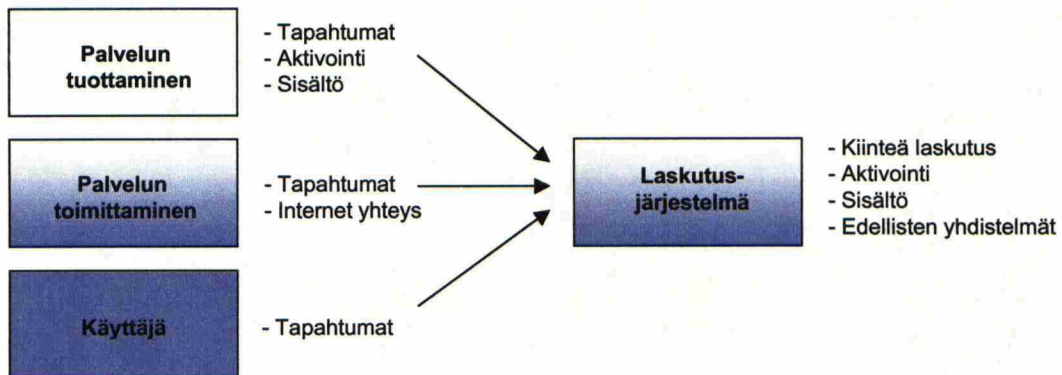 Palvelun
tuottaminen
- Tapahtumat
- Aktivointi
- Sisältö
Palvelun
toimittaminen
- Tapahtumat
- Internet yhteys
Käyttäjä
- Tapahtumat
Laskutus-
järjestelmä
- Kiinteä laskutus
- Aktivointi
- Sisältö
- Edellisten yhdistelmät